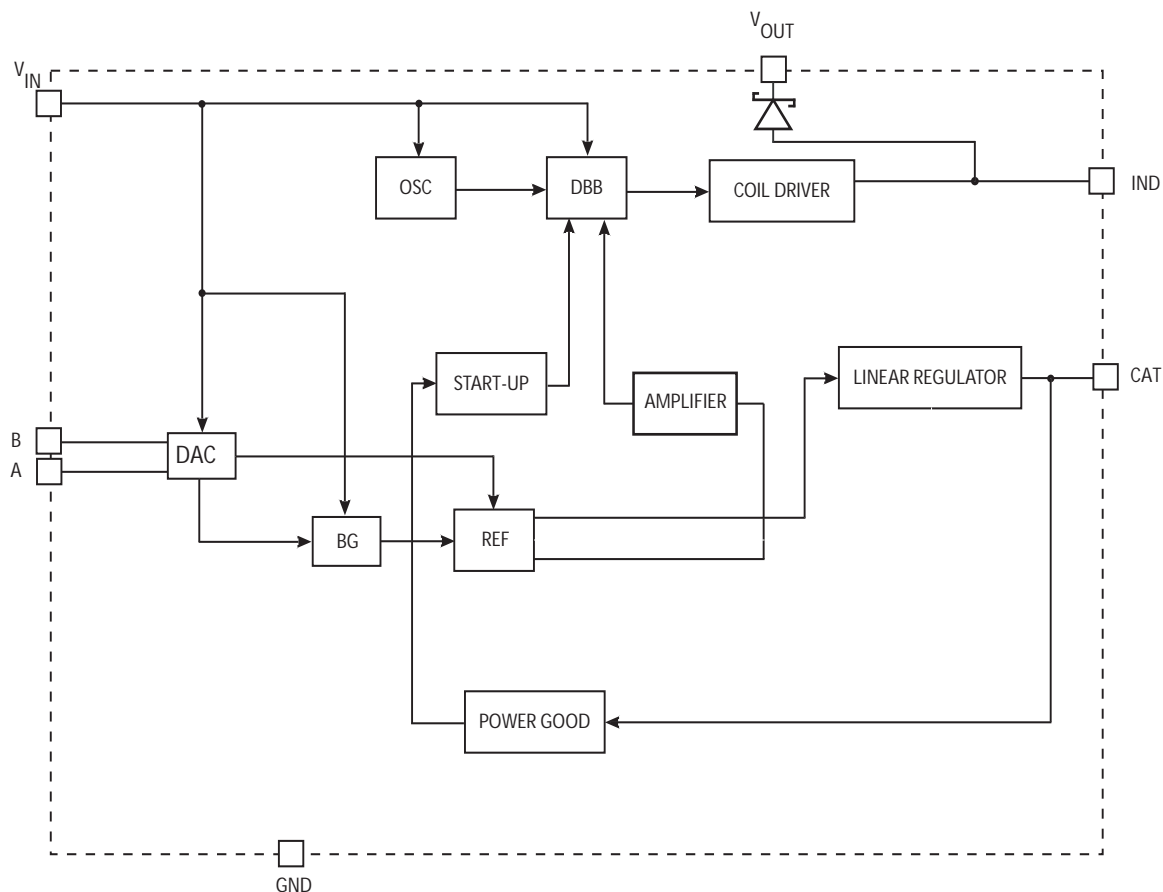 VOUT
VIN
OSC
DBB
COIL DRIVER
IND
START-UP
AMPLIFIER
LINEAR REGULATOR
CAT
B
A
DAC
BG
REF
POWER GOOD
GND